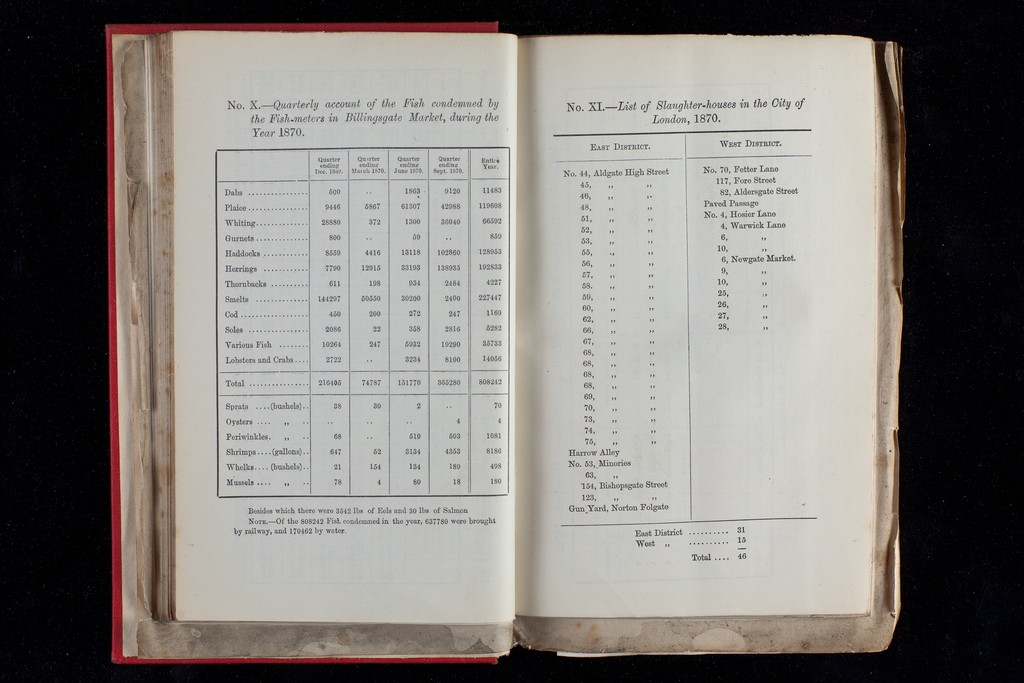 No. X.—Quarterly account of the Fish condemned by
the Fish-meters in Billingsgate Market, during the
Year 1870.
Quarter ending Dec. 1869. Quarter ending March 1870. Quarter ending June 1870. Quarter ending Sept. 1870. Entire Year.
Dabs ................ 500 .. 1863 9120 11483
Plaice ................ 9446 5867 61307 42988 119608
Whiting.............. 28880 372 1300 36040 66592
Gurnets.............. 800 .. 59 .. 859
Haddocks ............ 8559 4416 13118 102860 128953
Herrings ............ 7790 12915 33193 138935 192833
Thornbacks .......... 611 198 934 2484 4227
Smelts .............. 144297 50550 30200 2400 227447
Cod .................. 450 200 272 247 1169
Soles ................ 2086 22 358 2816 5282
Various Fish ........ 10264 247 5932 19290 35733
Lobsters and Crabs .... 2722 .. 3234 8100 14056
Total ................ 216405 74787 151770 365280 808242
Sprats ....(bushels).. 38 30 2 .. 70
Oysters .... „ .. .. .. .. 4 4
Periwinkles. „ .. 68 .. 510 503 1081
Shrimps....(gallons).. 647 52 3134 4353 8186
Whelks.... (bushels).. 21 154 134 189 498
Mussels .... „ .. 78 4 80 18 180
Besides which there were 3542 lbs of Eels and 30 lbs. of Salmon
NOTE.—Of the 808242 Fish condemned in the year, 637780 were brought
by railway, and 170462 by water.
No. XI.—List of Slaughter-houses in the City of
London, 1870.
EAST DISTRICT.
No. 44, Aldgate High Street
45, „ „
46, „ „
48, „ „
51, „ „
52, „ „
53, „ „
55, „ „
56, „ „
57, „ „
58. „ „
59, „ „
60, „ „
62, „ „
66, „ „
67, „ „
68, „ „
68, „ „
68, „ „
68, „ „
69, „ „
70, „ „
73, „ „
74, „ „
75, „ „
Harrow Alley
No. 53, Minories
63, „
154, Bishopsgate Street
123, „ „
Gun Yard, Norton Folgate
WEST DISTRICT.
No. 70, Fetter Lane
117, Fore Street
82, Aldersgate Street
Paved Passage
No. 4, Hosier Lane
4, Warwick Lane
6, „
10, „
6, Newgate Market.
9, „
10, „
25, „
26, „
27, „
28, „
East District .......... 31
West „ .......... 15
Total .... 46